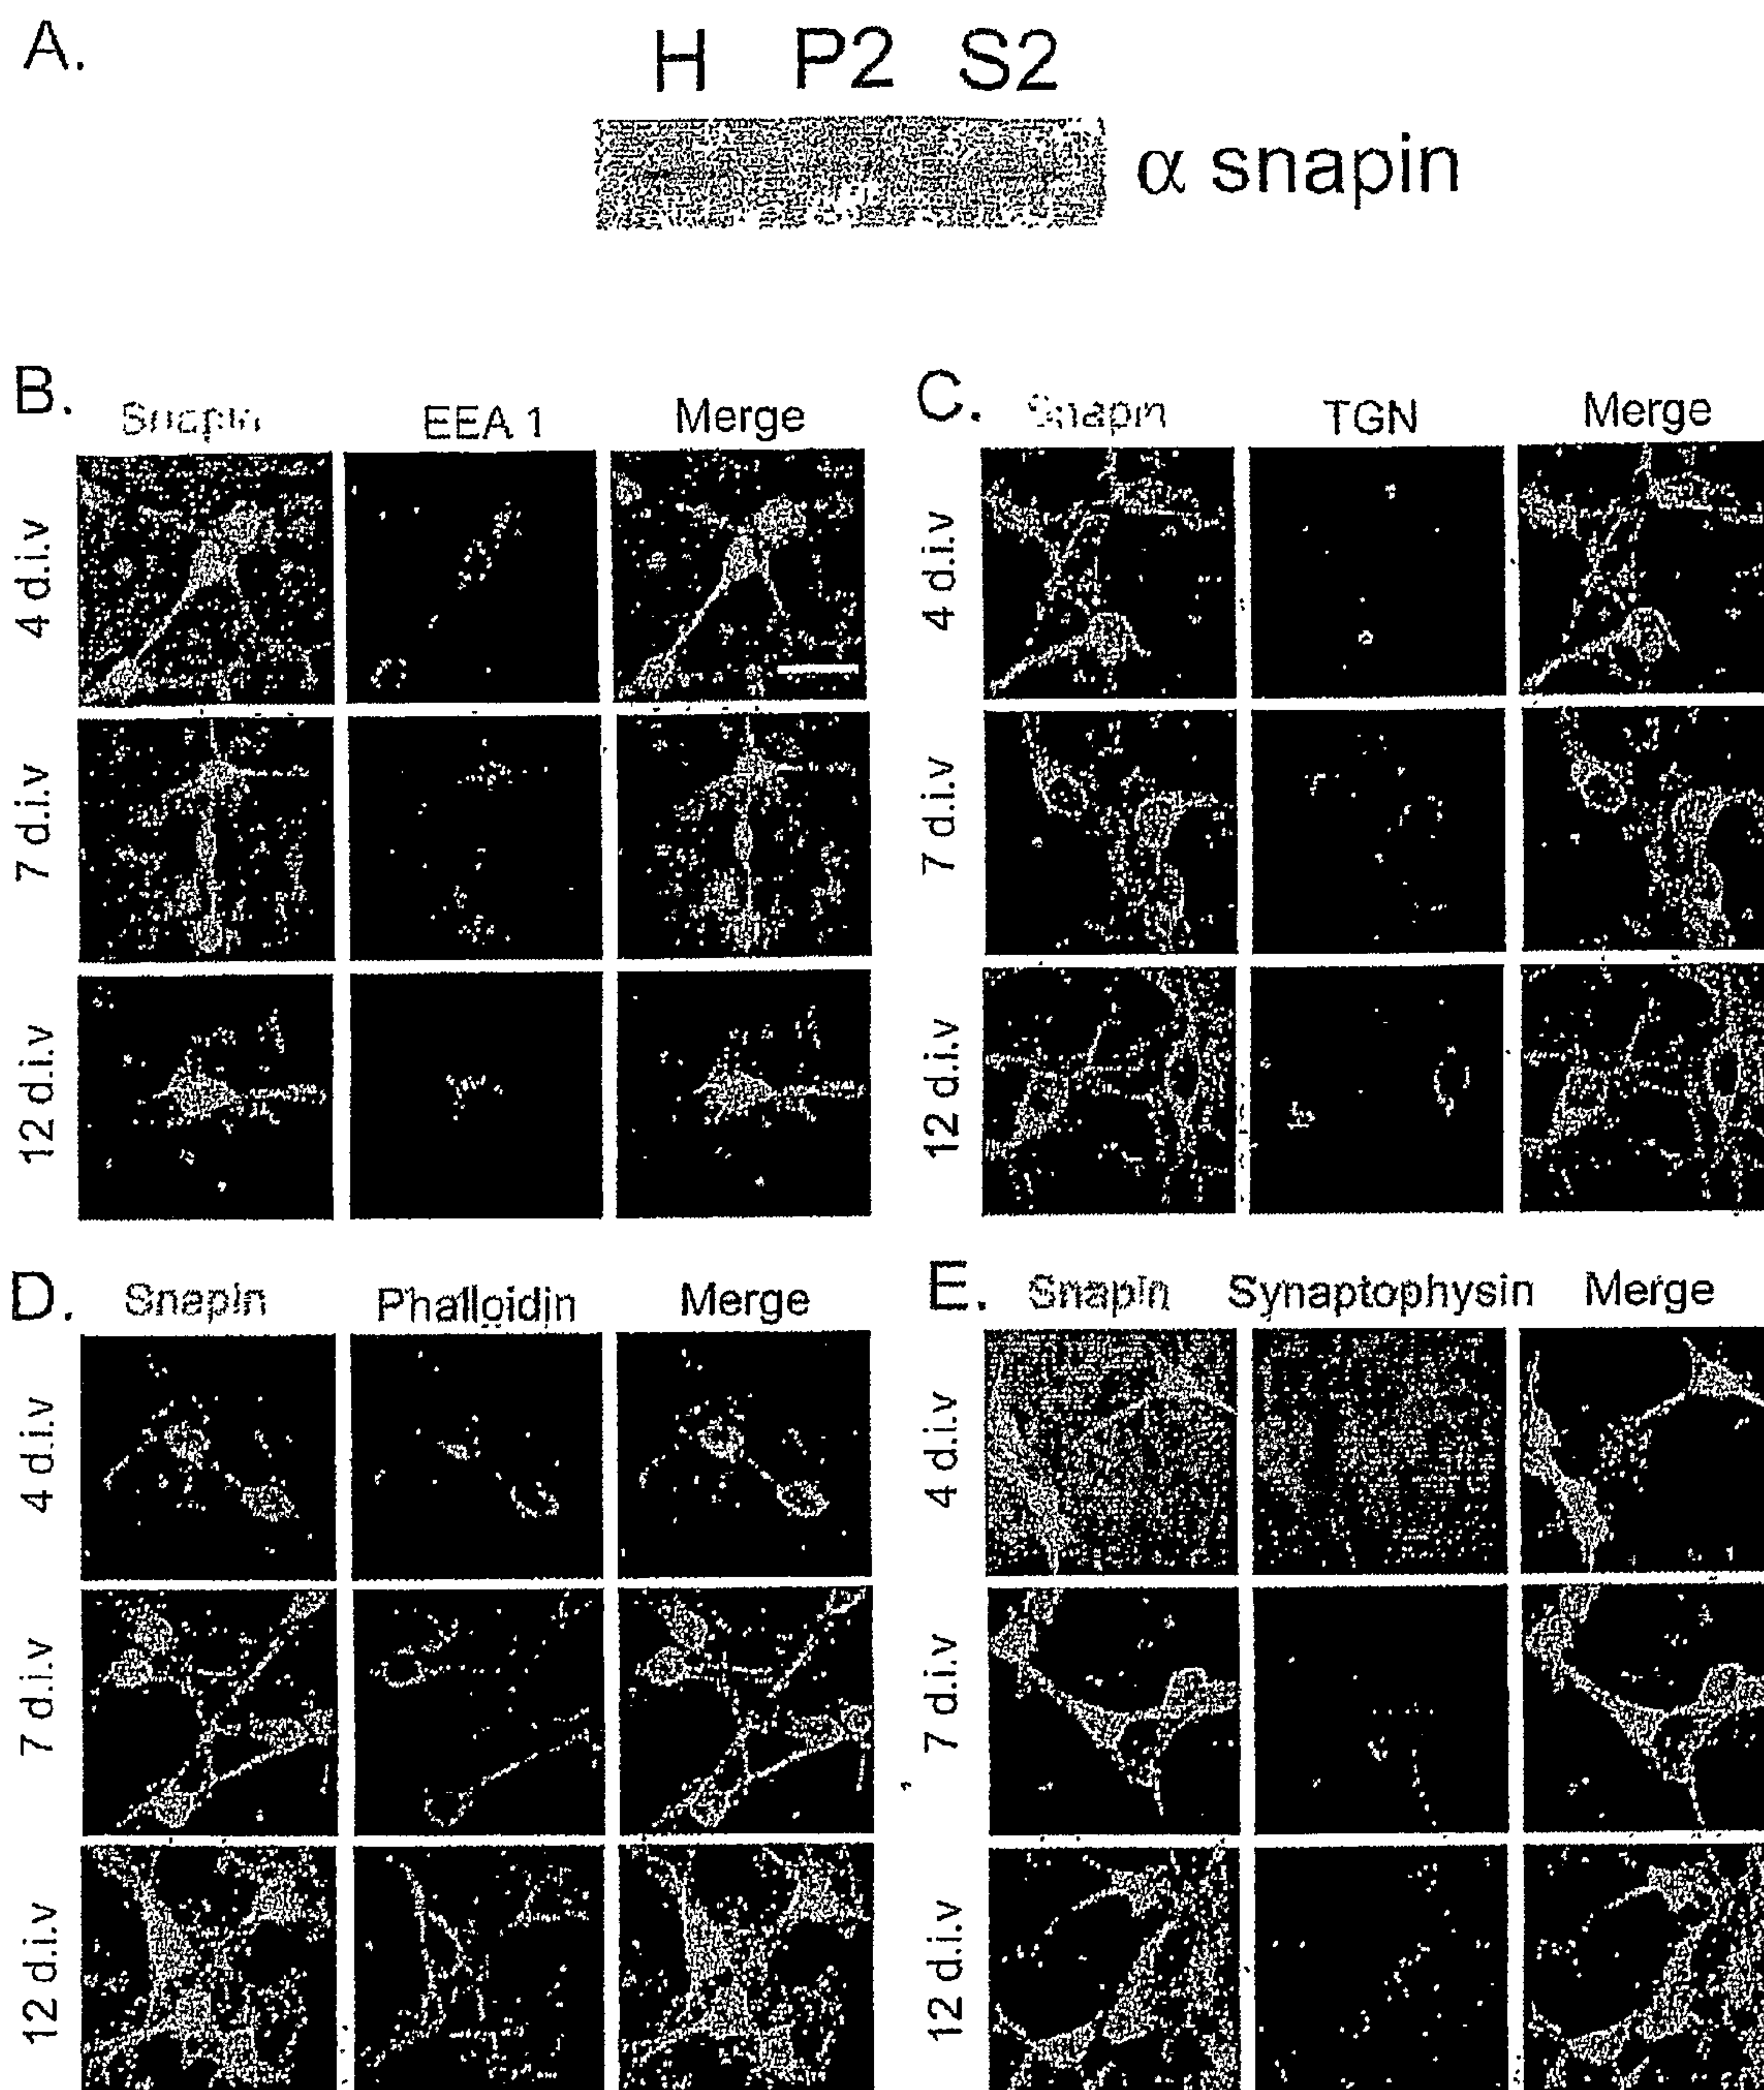 A.
H P2 S2
α snapin
B.
Snapin EEA 1 Merge
4 d.i.v
7 d.i.v
12 d.i.v
C.
Snapin TGN Merge
4 d.i.v
7 d.i.v
12 d.i.v
D.
Snapin Phalloidin Merge
4 d.i.v
7 d.i.v
12 d.i.v
E.
Snapin Synaptophysin Merge
4 d.i.v
7 d.i.v
12 d.i.v